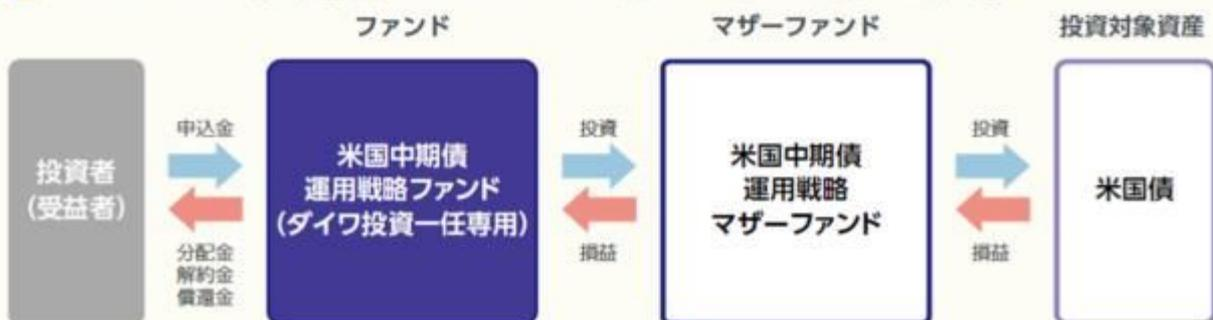 ファンド
マザーファンド
投資対象資産
投資者
(受益者)
申込金
分配金
解約金
償還金
米国中期債
運用戦略ファンド
(ダイワ投資一任専用)
投資
損益
米国中期債
運用戦略
マザーファンド
投資
損益
米国債